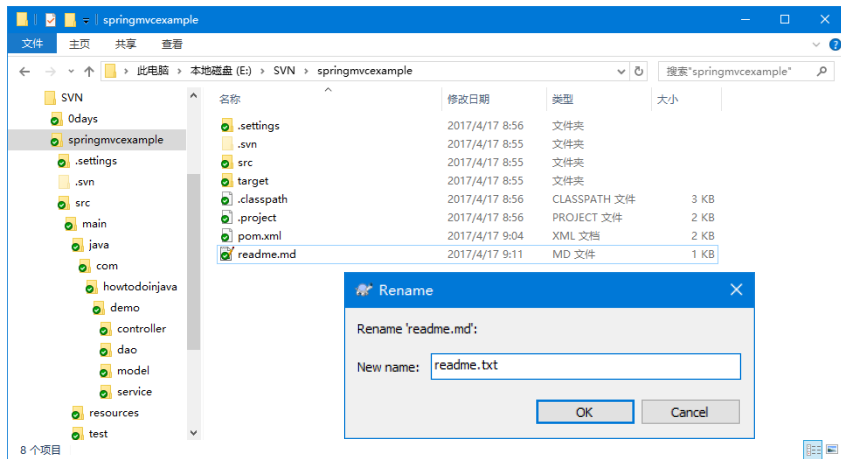 springmvcexample
文件 主页 共享 查看
此电脑 > 本地磁盘 (E:) > SVN > springmvcexample
搜索"springmvcexample"
SVN
0days
springmvcexample
.settings
.svn
src
main
java
com
howtodoinjava
demo
controller
dao
model
service
resources
test
名称 修改日期 类型 大小
.settings 2017/4/17 8:56 文件夹
.svn 2017/4/17 8:55 文件夹
src 2017/4/17 8:55 文件夹
target 2017/4/17 8:55 文件夹
.classpath 2017/4/17 8:56 CLASSPATH 文件 3 KB
.project 2017/4/17 8:56 PROJECT 文件 2 KB
pom.xml 2017/4/17 9:04 XML 文档 2 KB
readme.md 2017/4/17 9:11 MD 文件 1 KB
Rename
Rename 'readme.md':
New name: readme.txt
OK Cancel
8 个项目